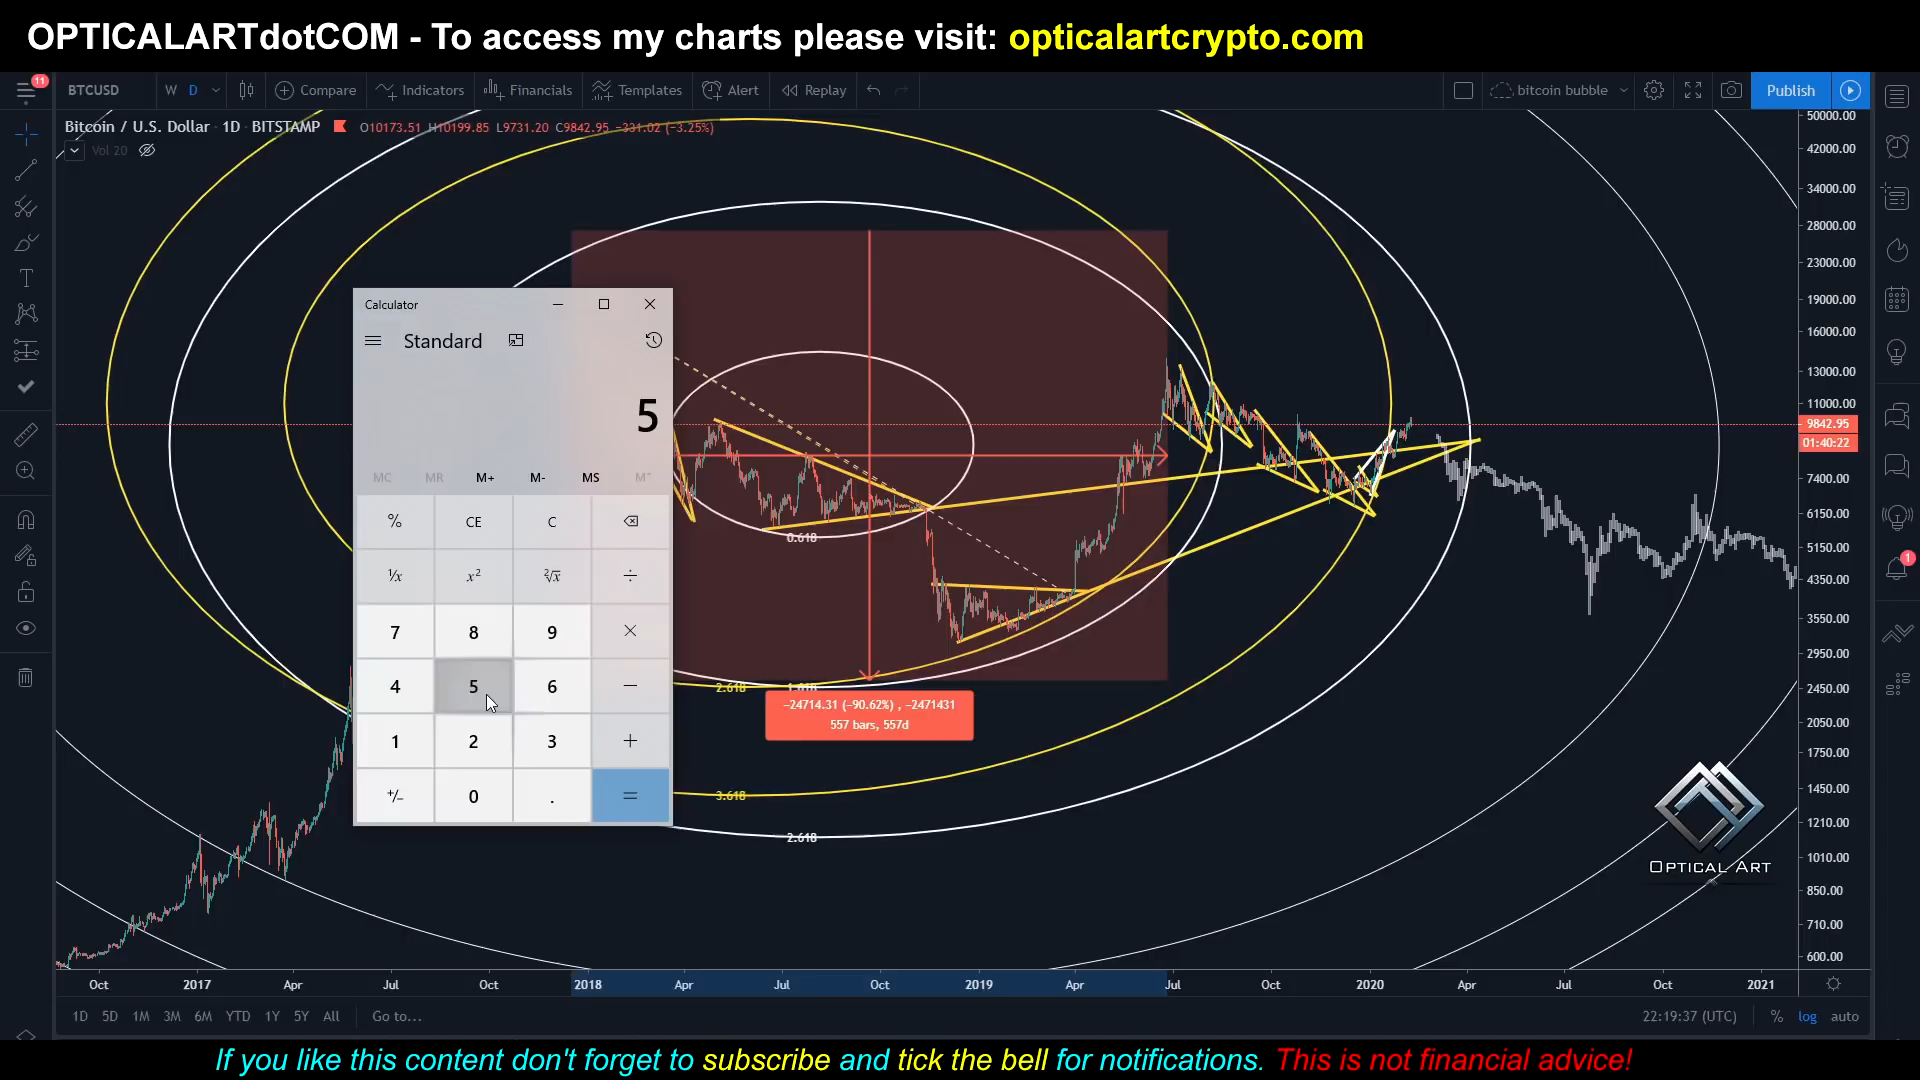 OPTICALARTdotCOM - To access my charts please visit: opticalartcrypto.com
11
BTCUSD W D Compare Indicators Financials Templates Alert Replay bitcoin bubble Publish
Bitcoin / U.S. Dollar 1D BITSTAMP O10173.51 H10199.85 L9731.20 C9842.95 −331.02 (−3.25%)
Vol 20
50000.00
42000.00
34000.00
28000.00
23000.00
19000.00
16000.00
13000.00
11000.00
9842.95
01:40:22
7400.00
6150.00
5150.00
4350.00
3550.00
2950.00
2450.00
2050.00
1750.00
1450.00
1210.00
1010.00
850.00
710.00
600.00
1
Calculator
Standard
5
MC MR M+ M- MS M˅
% CE C
¹/x x² ²√x ÷
7 8 9 ×
4 5 6 −
1 2 3 +
+/− 0 . =
0.618
2.618
−24714.31 (−90.62%) , −2471431
557 bars, 557d
3.618
2.618
OPTICAL ART
Oct 2017 Apr Jul Oct 2018 Apr Jul Oct 2019 Apr Jul Oct 2020 Apr Jul Oct 2021
1D 5D 1M 3M 6M YTD 1Y 5Y All Go to... 22:19:37 (UTC) % log auto
If you like this content don't forget to subscribe and tick the bell for notifications. This is not financial advice!